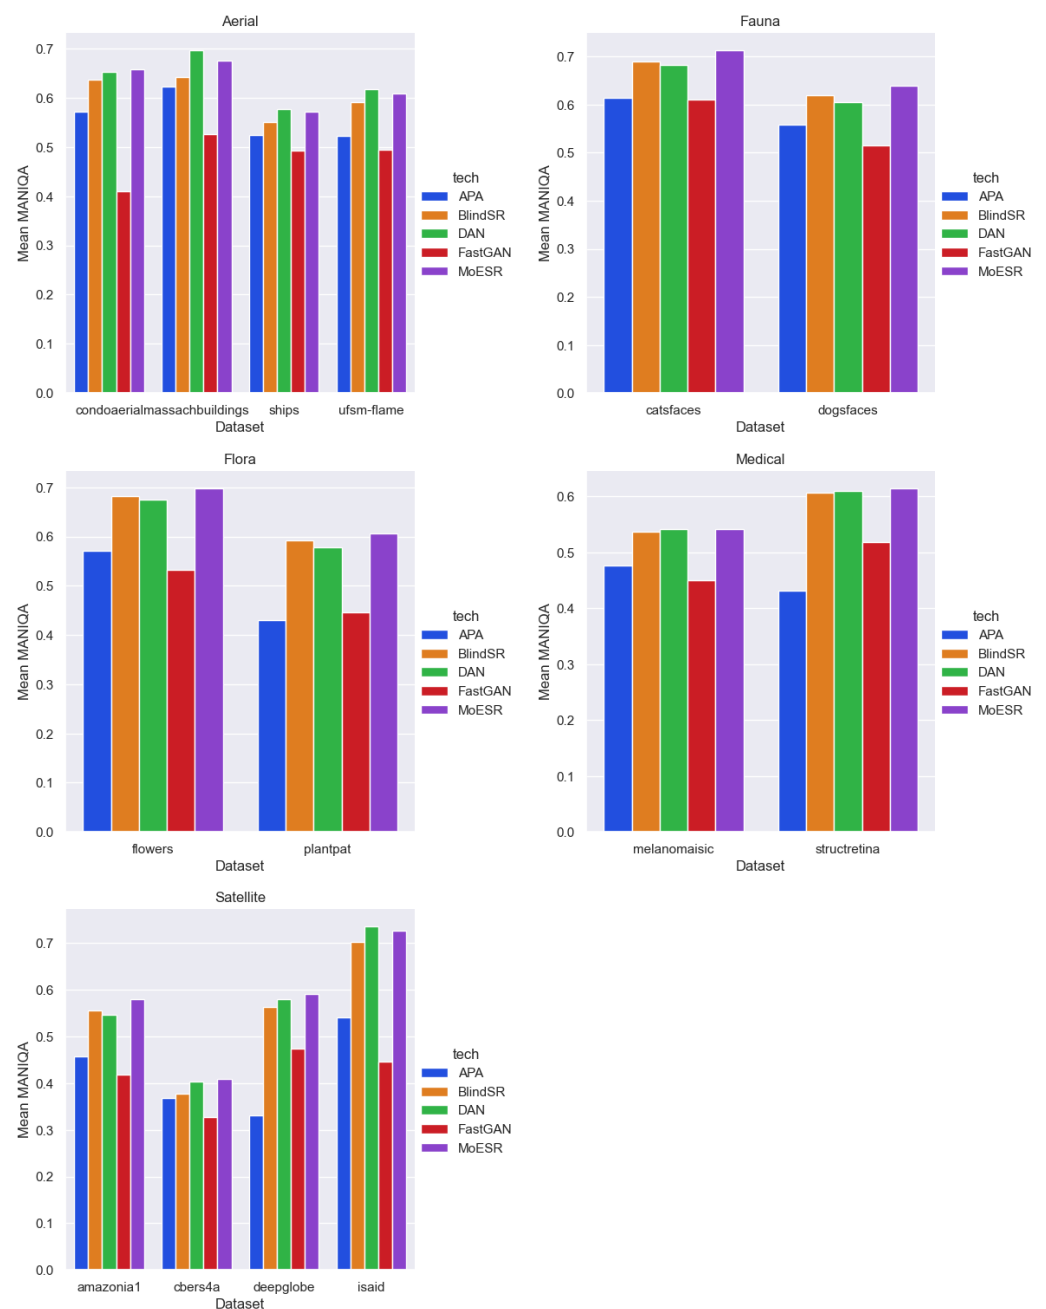 Aerial
Mean MANIQA
0.7
0.6
0.5
0.4
0.3
0.2
0.1
0.0
condoaerialmassachbuildings ships ufsm-flame
Dataset
tech
APA
BlindSR
DAN
FastGAN
MoESR
Fauna
Mean MANIQA
0.7
0.6
0.5
0.4
0.3
0.2
0.1
0.0
catsfaces dogsfaces
Dataset
tech
APA
BlindSR
DAN
FastGAN
MoESR
Flora
Mean MANIQA
0.7
0.6
0.5
0.4
0.3
0.2
0.1
0.0
flowers plantpat
Dataset
tech
APA
BlindSR
DAN
FastGAN
MoESR
Medical
Mean MANIQA
0.6
0.5
0.4
0.3
0.2
0.1
0.0
melanomaisic structretina
Dataset
tech
APA
BlindSR
DAN
FastGAN
MoESR
Satellite
Mean MANIQA
0.7
0.6
0.5
0.4
0.3
0.2
0.1
0.0
amazonia1 cbers4a deepglobe isaid
Dataset
tech
APA
BlindSR
DAN
FastGAN
MoESR